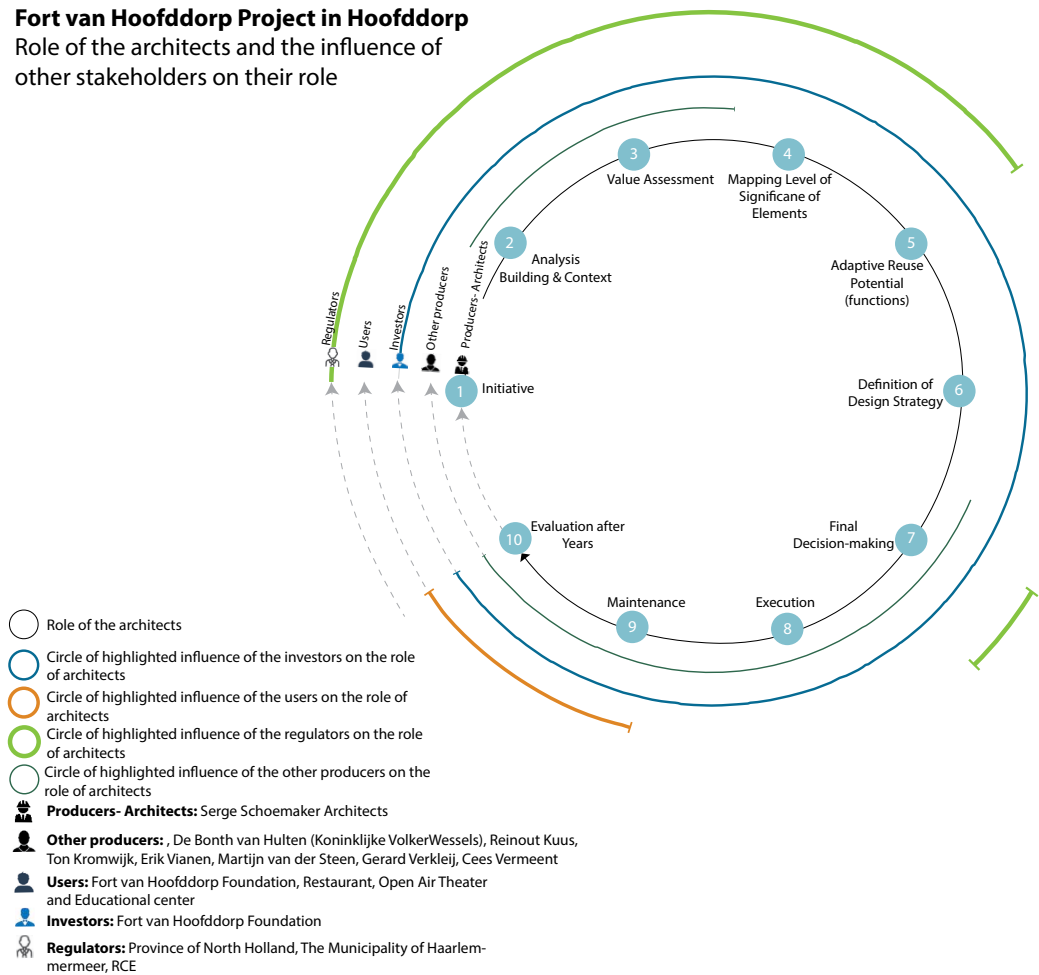 Fort van Hoofddorp Project in Hoofddorp
Role of the architects and the influence of
other stakeholders on their role
Regulators
Users
Investors
Other producers
Producers- Architects
1
Initiative
2
Analysis
Building & Context
3
Value Assessment
4
Mapping Level of
Significane of
Elements
5
Adaptive Reuse
Potential
(functions)
6
Definition of
Design Strategy
7
Final
Decision-making
8
Execution
9
Maintenance
10
Evaluation after
Years
Role of the architects
Circle of highlighted influence of the investors on the role
of architects
Circle of highlighted influence of the users on the role of
architects
Circle of highlighted influence of the regulators on the role
of architects
Circle of highlighted influence of the other producers on the
role of architects
Producers- Architects: Serge Schoemaker Architects
Other producers: , De Bonth van Hulten (Koninklijke VolkerWessels), Reinout Kuus,
Ton Kromwijk, Erik Vianen, Martijn van der Steen, Gerard Verkleij, Cees Vermeent
Users: Fort van Hoofddorp Foundation, Restaurant, Open Air Theater
and Educational center
Investors: Fort van Hoofddorp Foundation
Regulators: Province of North Holland, The Municipality of Haarlem-
mermeer, RCE